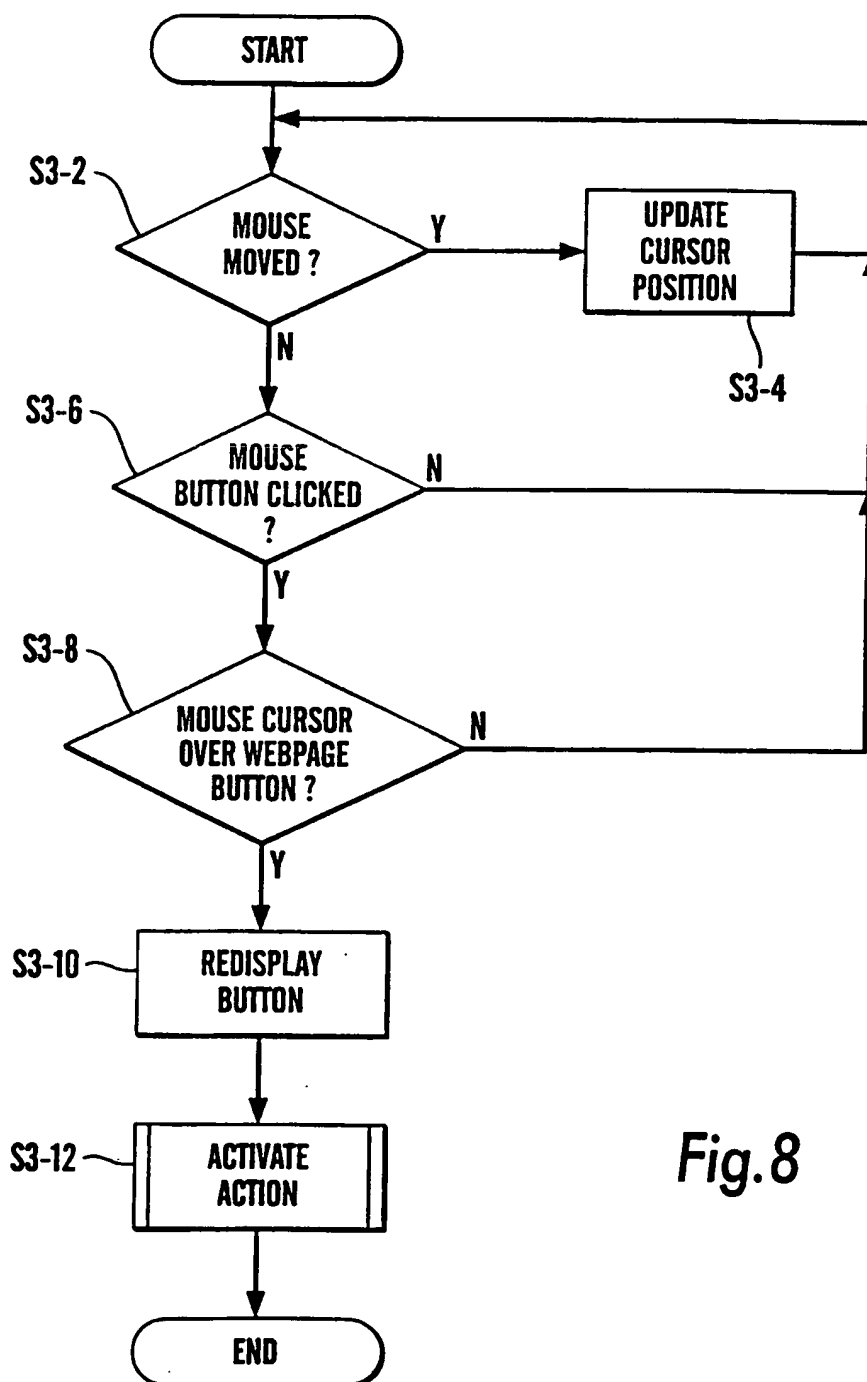 START
S3-2
MOUSE
MOVED ?
Y
UPDATE
CURSOR
POSITION
S3-4
N
S3-6
MOUSE
BUTTON CLICKED
?
N
Y
S3-8
MOUSE CURSOR
OVER WEBPAGE
BUTTON ?
N
Y
S3-10
REDISPLAY
BUTTON
S3-12
ACTIVATE
ACTION
Fig.8
END